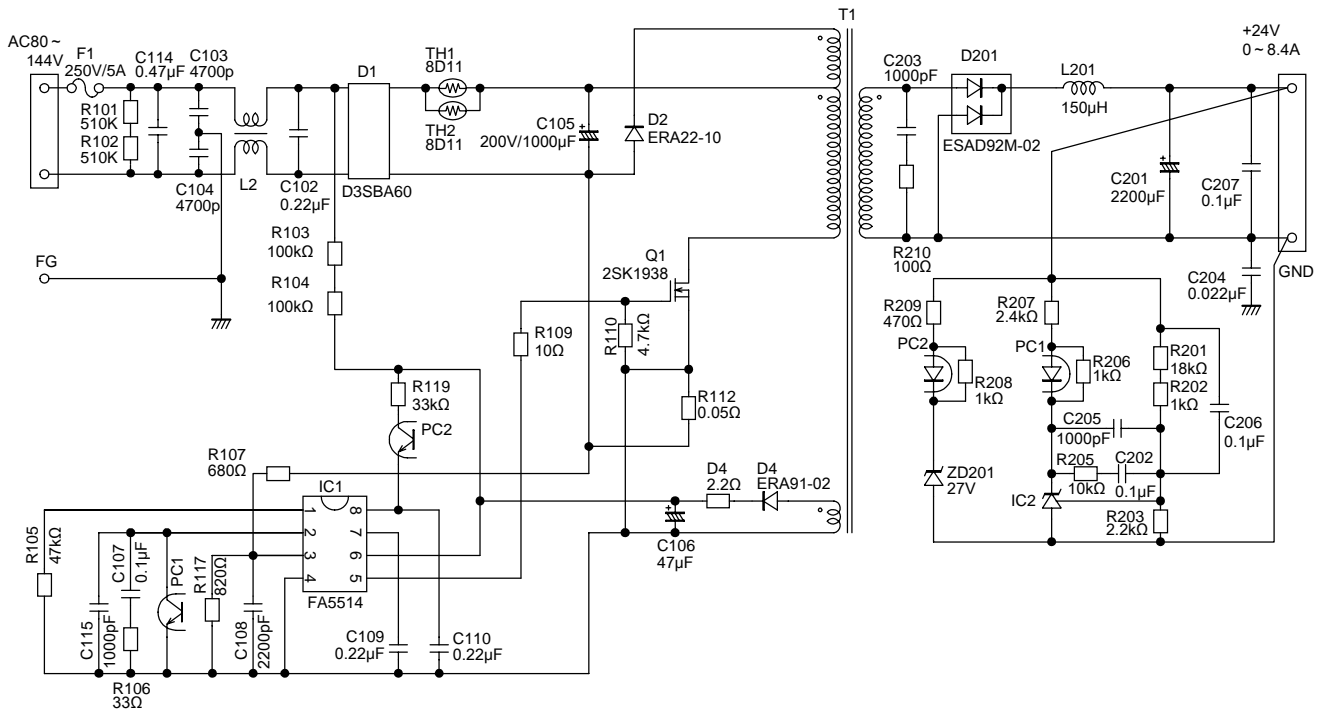 T1
AC80 ~
144V
F1
250V/5A
C114
0.47µF
C103
4700p
D1
TH1
8D11
C203
1000pF
D201
L201
150µH
+24V
0 ~ 8.4A
R101
510K
R102
510K
TH2
8D11
C105
200V/1000µF
+
D2
ERA22-10
ESAD92M-02
C104
4700p
L2
C102
0.22µF
D3SBA60
C201
2200µF
+
C207
0.1µF
R103
100kΩ
Q1
2SK1938
R210
100Ω
FG
R104
100kΩ
C204
0.022µF
GND
R109
10Ω
R110
4.7kΩ
R209
470Ω
R207
2.4kΩ
PC2
PC1
R201
18kΩ
R202
1kΩ
R208
1kΩ
R206
1kΩ
R119
33kΩ
R112
0.05Ω
PC2
C205
1000pF
C206
0.1µF
R107
680Ω
R205
10kΩ
C202
0.1µF
ZD201
27V
IC2
R203
2.2kΩ
D4
2.2Ω
D4
ERA91-02
+
C106
47µF
IC1
1
2
3
4
8
7
6
5
FA5514
R105
47kΩ
C107
0.1µF
PC1
R117
820Ω
C115
1000pF
C108
2200pF
C109
0.22µF
C110
0.22µF
R106
33Ω